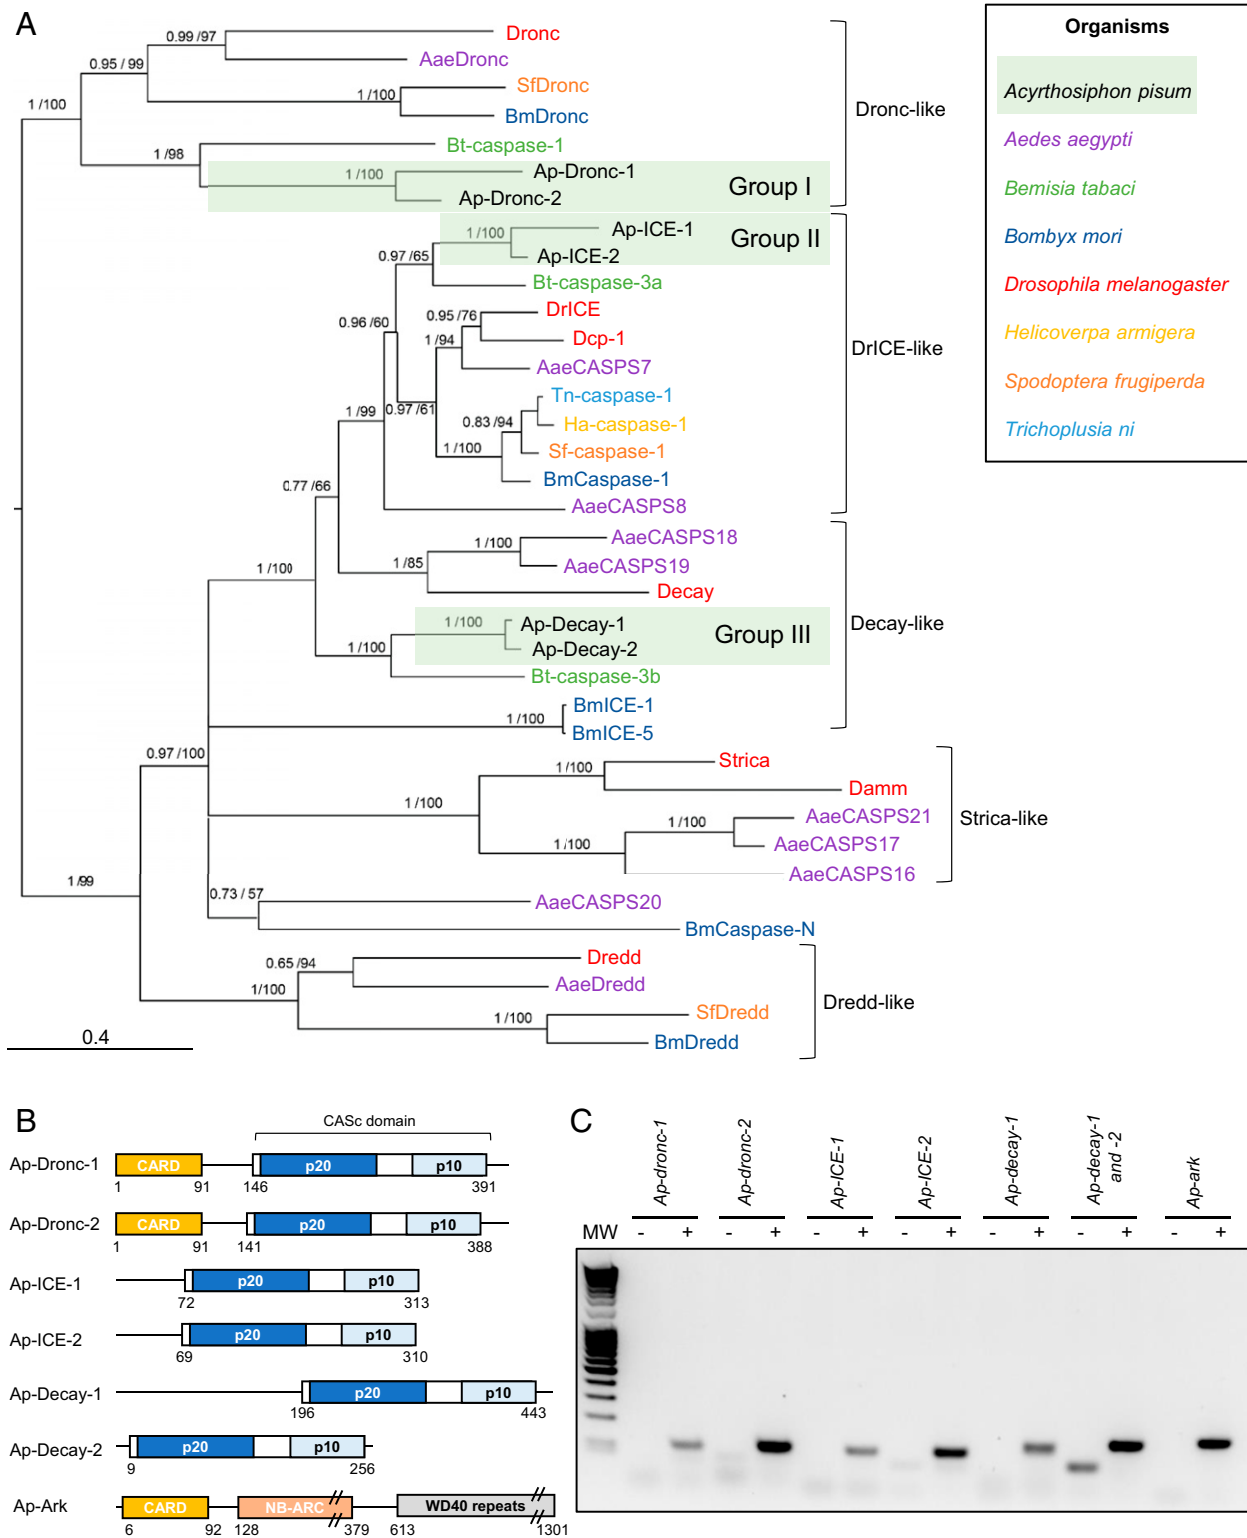 A
0.99 /97
Dronc
AaeDronc
0.95 / 99
SfDronc
1 /100
BmDronc
1 /100
Bt-caspase-1
1 /98
1 /100
Ap-Dronc-1
Ap-Dronc-2
Group I
Dronc-like
Ap-ICE-1
1 /100
Group II
Ap-ICE-2
0.97 /65
Bt-caspase-3a
DrICE
0.95 /76
0.96 /60
Dcp-1
1 /94
DrICE-like
AaeCASPS7
Tn-caspase-1
0.97 /61
1 /99
0.83 /94
Ha-caspase-1
1 /100
Sf-caspase-1
BmCaspase-1
0.77 /66
AaeCASPS8
AaeCASPS18
1 /100
1 /85
AaeCASPS19
1 /100
Decay
1 /100
Ap-Decay-1
Group III
Decay-like
Ap-Decay-2
1 /100
Bt-caspase-3b
BmICE-1
1 /100
BmICE-5
0.97 /100
Strica
1 /100
Damm
1 /100
AaeCASPS21
Strica-like
1 /100
AaeCASPS17
1 /100
AaeCASPS16
1 /99
0.73 / 57
AaeCASPS20
BmCaspase-N
Dredd
0.65 /94
AaeDredd
1/100
Dredd-like
SfDredd
1 /100
BmDredd
0.4
Organisms
Acyrthosiphon pisum
Aedes aegypti
Bemisia tabaci
Bombyx mori
Drosophila melanogaster
Helicoverpa armigera
Spodoptera frugiperda
Trichoplusia ni
B
CASc domain
Ap-Dronc-1 CARD p20 p10
1 91 146 391
Ap-Dronc-2 CARD p20 p10
1 91 141 388
Ap-ICE-1 p20 p10
72 313
Ap-ICE-2 p20 p10
69 310
Ap-Decay-1 p20 p10
196 443
Ap-Decay-2 p20 p10
9 256
Ap-Ark CARD NB-ARC WD40 repeats
6 92 128 379 613 1301
C
Ap-dronc-1
Ap-dronc-2
Ap-ICE-1
Ap-ICE-2
Ap-decay-1
Ap-decay-1
and -2
Ap-ark
MW - + - + - + - + - + - + - +